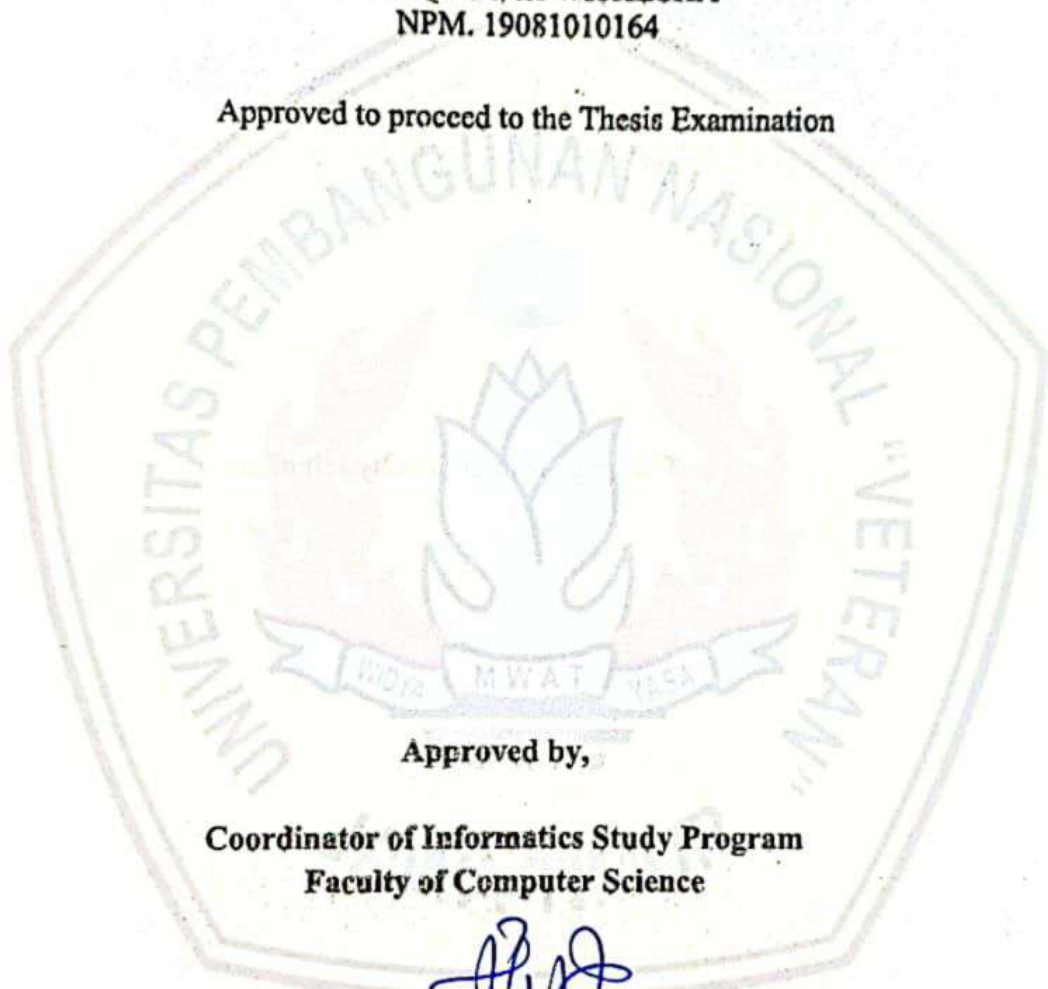 NPM. 19081010164
Approved to proceed to the Thesis Examination
UNIVERSITAS PEMBANGUNAN NASIONAL "VETERAN"
WIDYA MWAT YASA
Approved by,
Coordinator of Informatics Study Program
Faculty of Computer Science